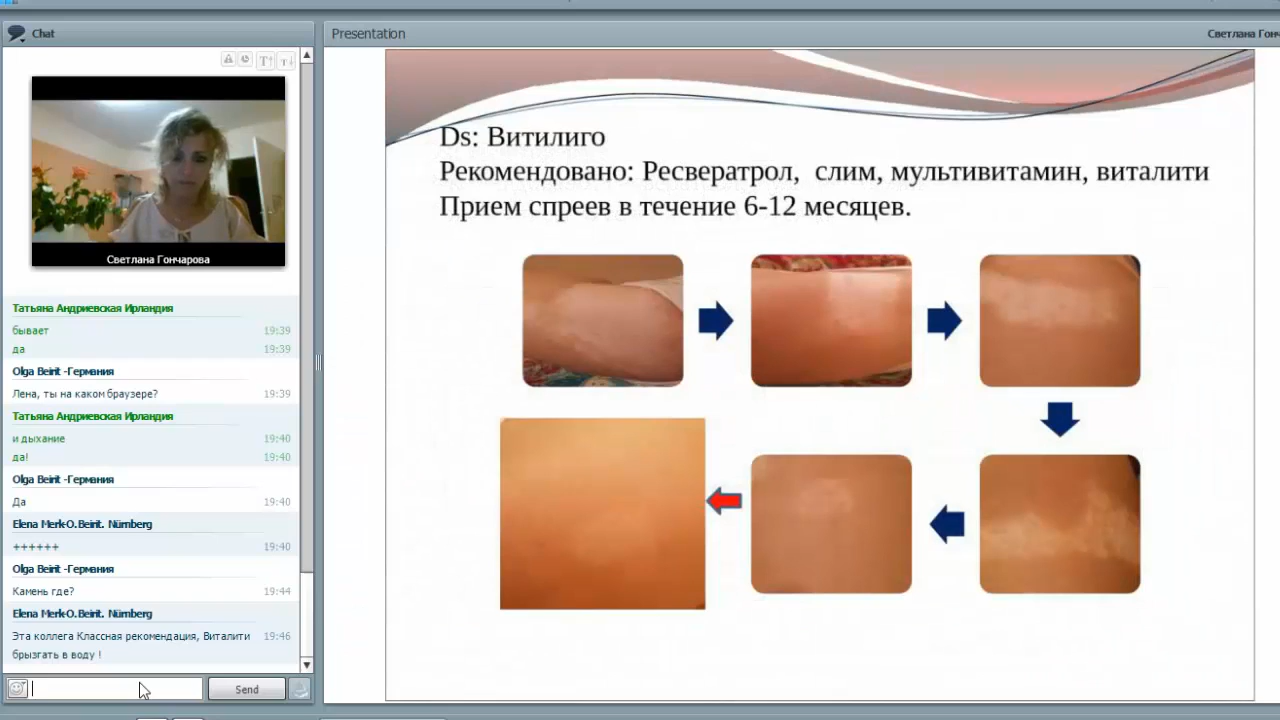 Chat
Светлана Гончарова
Татьяна Андриевская Ирландия
бывает 19:39
да 19:39
Olga Beirit -Германия
Лена, ты на каком браузере? 19:39
Татьяна Андриевская Ирландия
и дыхание 19:40
да! 19:40
Olga Beirit -Германия
Да 19:40
Elena Merk-O.Beirit. Nürnberg
++++++ 19:40
Olga Beirit -Германия
Камень где? 19:44
Elena Merk-O.Beirit. Nürnberg
Эта коллега Классная рекомендация, Виталити 19:46
брызгать в воду !
Send
Presentation
Светлана Гонч
Ds: Витилиго
Рекомендовано: Ресвератрол, слим, мультивитамин, виталити
Прием спреев в течение 6-12 месяцев.